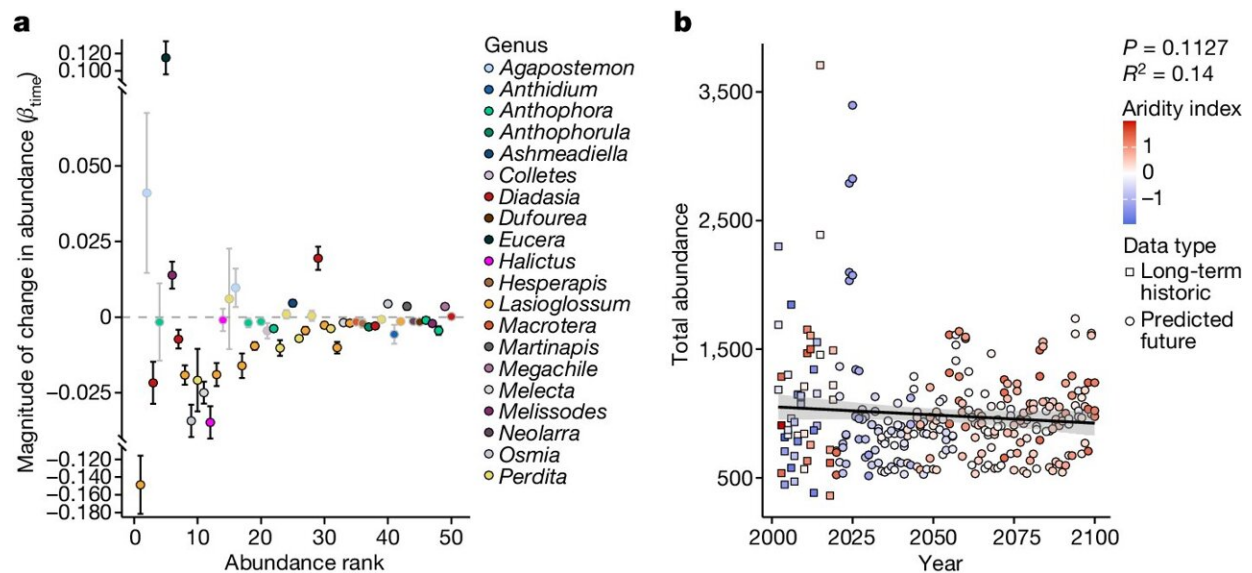 a
Magnitude of change in abundance (β_time)
0.120
0.100
0.050
0.025
0
−0.025
−0.120
−0.140
−0.160
−0.180
0 10 20 30 40 50
Abundance rank
Genus
Agapostemon
Anthidium
Anthophora
Anthophorula
Ashmeadiella
Colletes
Diadasia
Dufourea
Eucera
Halictus
Hesperapis
Lasioglossum
Macrotera
Martinapis
Megachile
Melecta
Melissodes
Neolarra
Osmia
Perdita
b
Total abundance
3,500
2,500
1,500
500
2000 2025 2050 2075 2100
Year
P = 0.1127
R² = 0.14
Aridity index
1
0
−1
Data type
Long-term
historic
Predicted
future